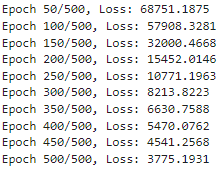 Epoch 50/500, Loss: 68751.1875
Epoch 100/500, Loss: 57908.3281
Epoch 150/500, Loss: 32000.4668
Epoch 200/500, Loss: 15452.0146
Epoch 250/500, Loss: 10771.1963
Epoch 300/500, Loss: 8213.8223
Epoch 350/500, Loss: 6630.7588
Epoch 400/500, Loss: 5470.0762
Epoch 450/500, Loss: 4541.2568
Epoch 500/500, Loss: 3775.1931